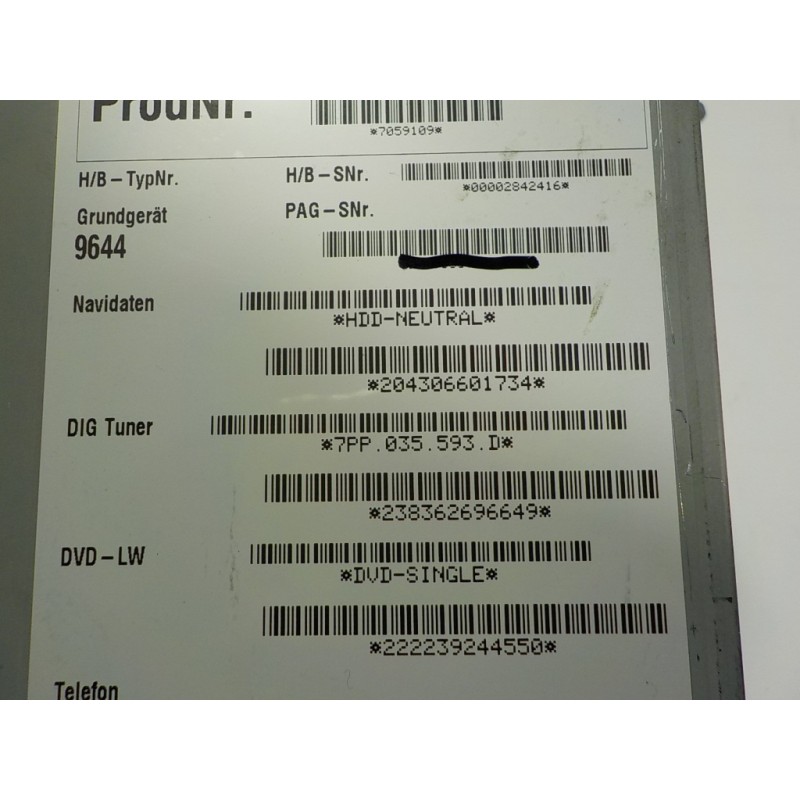 ProdNr.
*7059109*
H/B-TypNr.
H/B-SNr.
*00002842416*
Grundgerät
PAG-SNr.
9644
Navidaten
*HDD-NEUTRAL*
*204306601734*
DIG Tuner
*7PP.035.593.D*
*238362696649*
DVD-LW
*DVD-SINGLE*
*222239244550*
Telefon